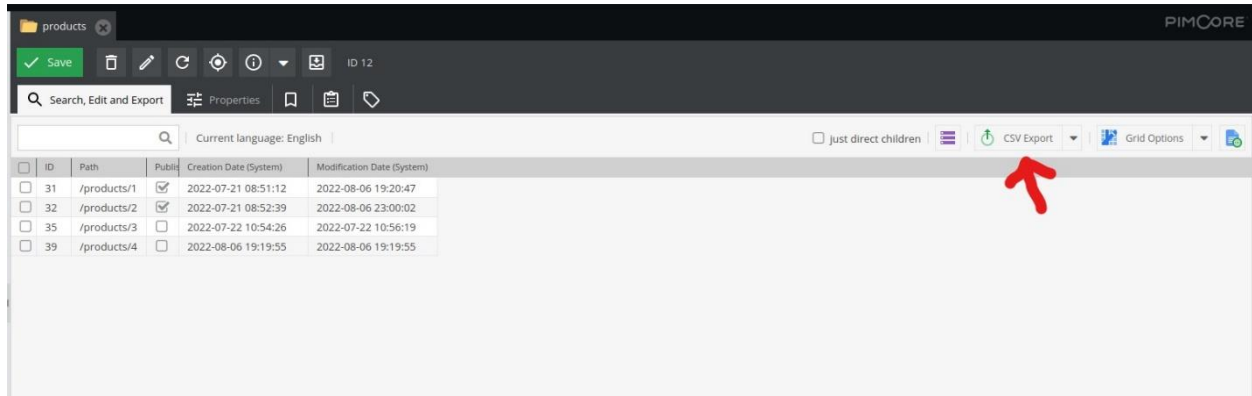 products
PIMCORE
Save
ID 12
Search, Edit and Export Properties
Current language: English just direct children CSV Export Grid Options
ID Path Publis Creation Date (System) Modification Date (System)
31 /products/1 2022-07-21 08:51:12 2022-08-06 19:20:47
32 /products/2 2022-07-21 08:52:39 2022-08-06 23:00:02
35 /products/3 2022-07-22 10:54:26 2022-07-22 10:56:19
39 /products/4 2022-08-06 19:19:55 2022-08-06 19:19:55